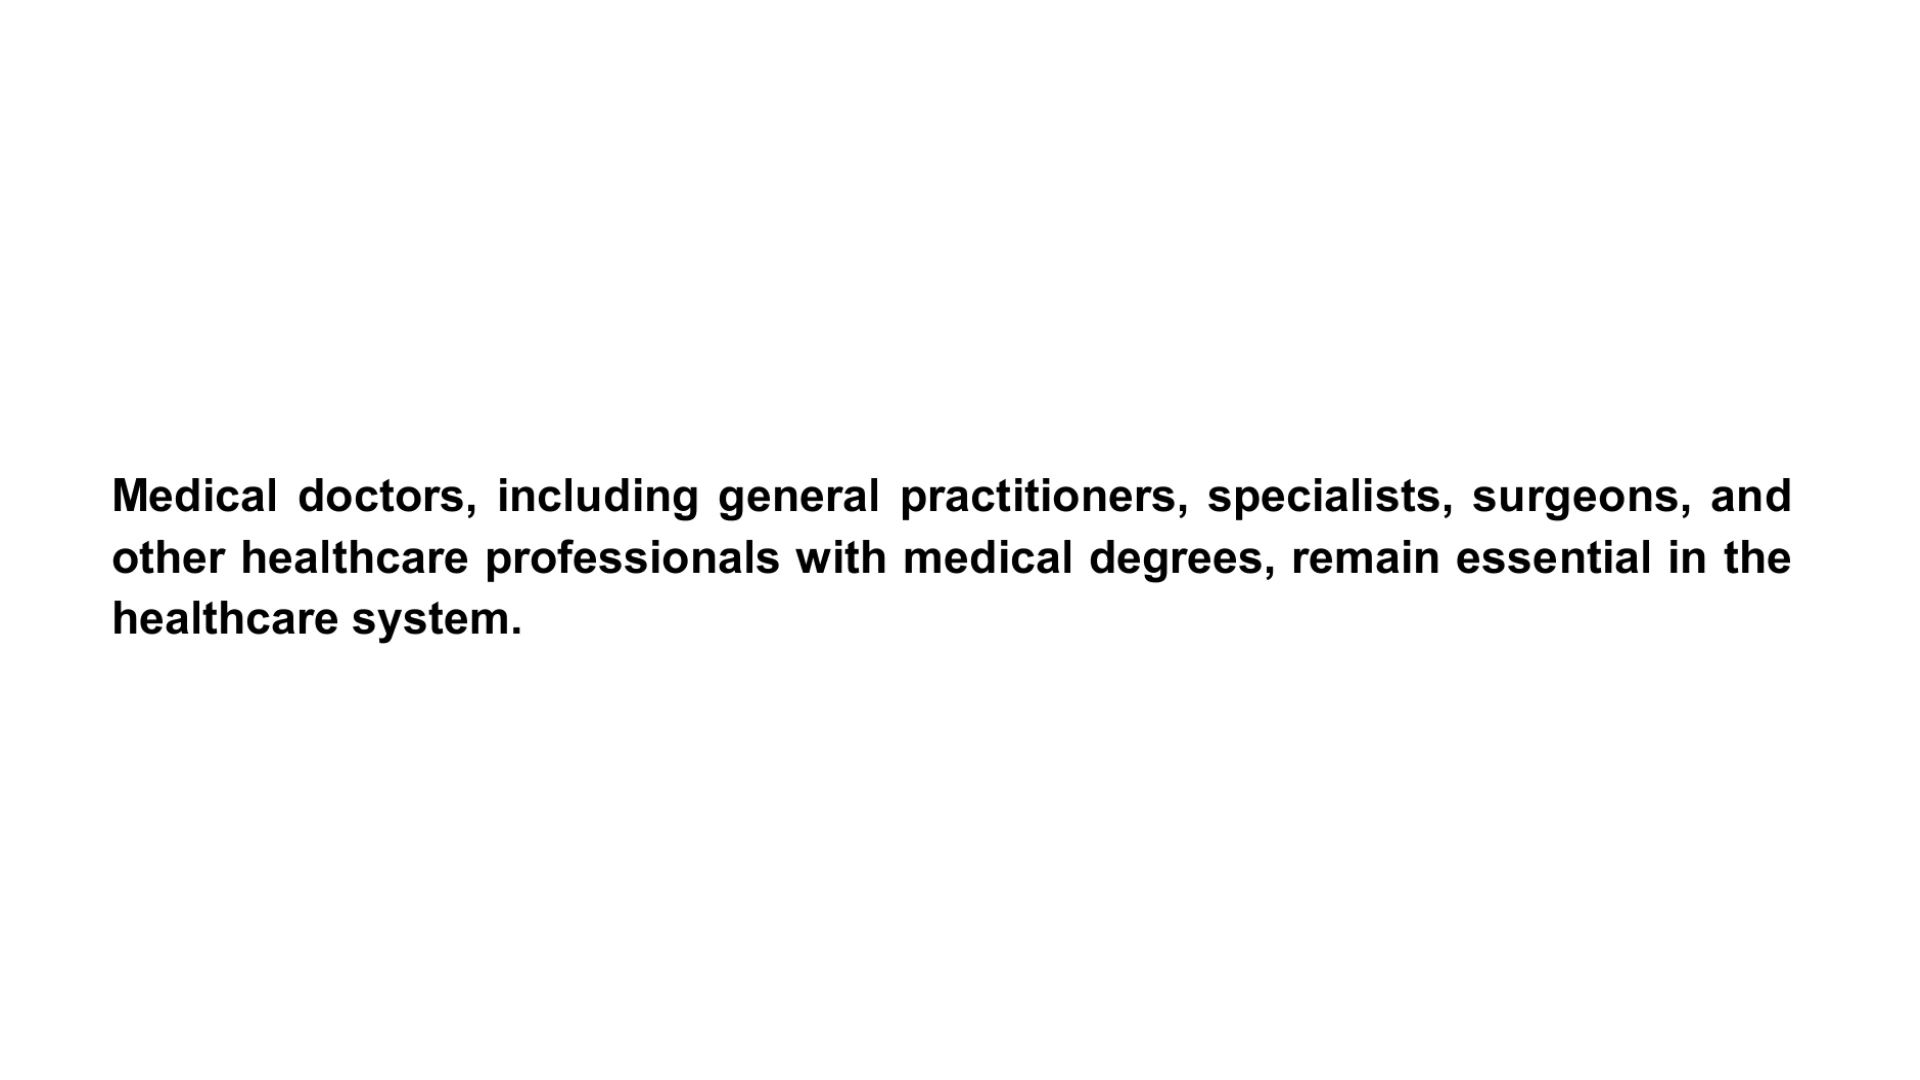 Medical doctors, including general practitioners, specialists, surgeons, and
other healthcare professionals with medical degrees, remain essential in the
healthcare system.